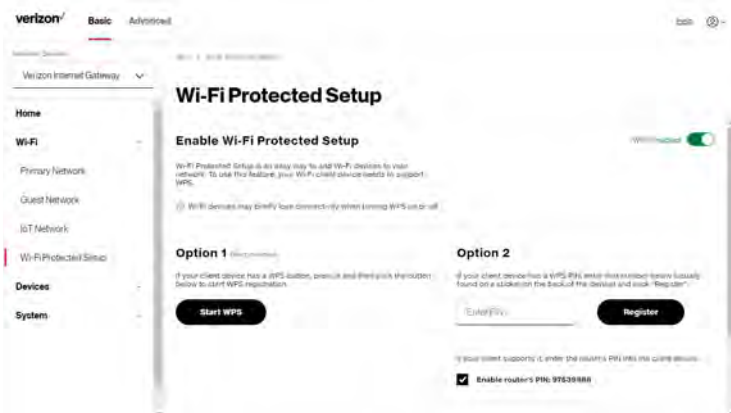 verizon✓ Basic Advanced
Verizon Internet Gateway
Wi-Fi Protected Setup
Home
Wi-Fi
Enable Wi-Fi Protected Setup
Wi-Fi Protected Setup is an easy way to add Wi-Fi devices to your
network. To use this feature, your Wi-Fi client device needs to support
WPS.
Primary Network
Guest Network
Wi-Fi devices may briefly lose connectivity when turning WPS on or off
IoT Network
Wi-Fi Protected Setup
Option 1
Option 2
If your client device has a WPS button, press it and then click the button
below to start WPS registration.
If your client device has a WPS PIN, enter that number below (usually
found on a sticker on the back of the device) and click "Register".
Devices
System
Start WPS
Enter PIN
Register
If your client supports it, enter the router's PIN into the client device.
Enable router's PIN: